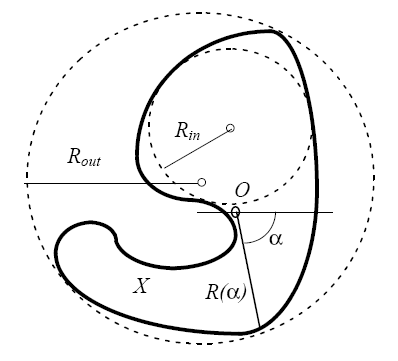 R_in
R_out
O
α
X
R(α)